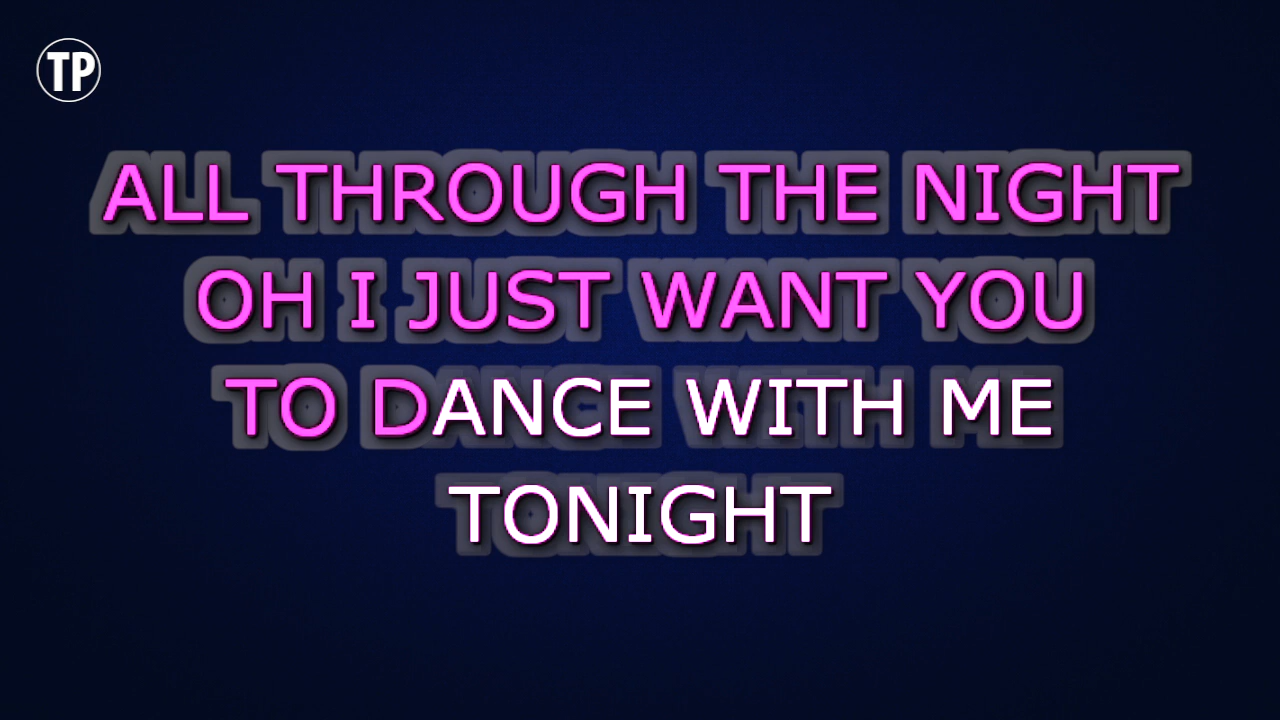 TP
ALL THROUGH THE NIGHT
OH I JUST WANT YOU
TO DANCE WITH ME
TONIGHT